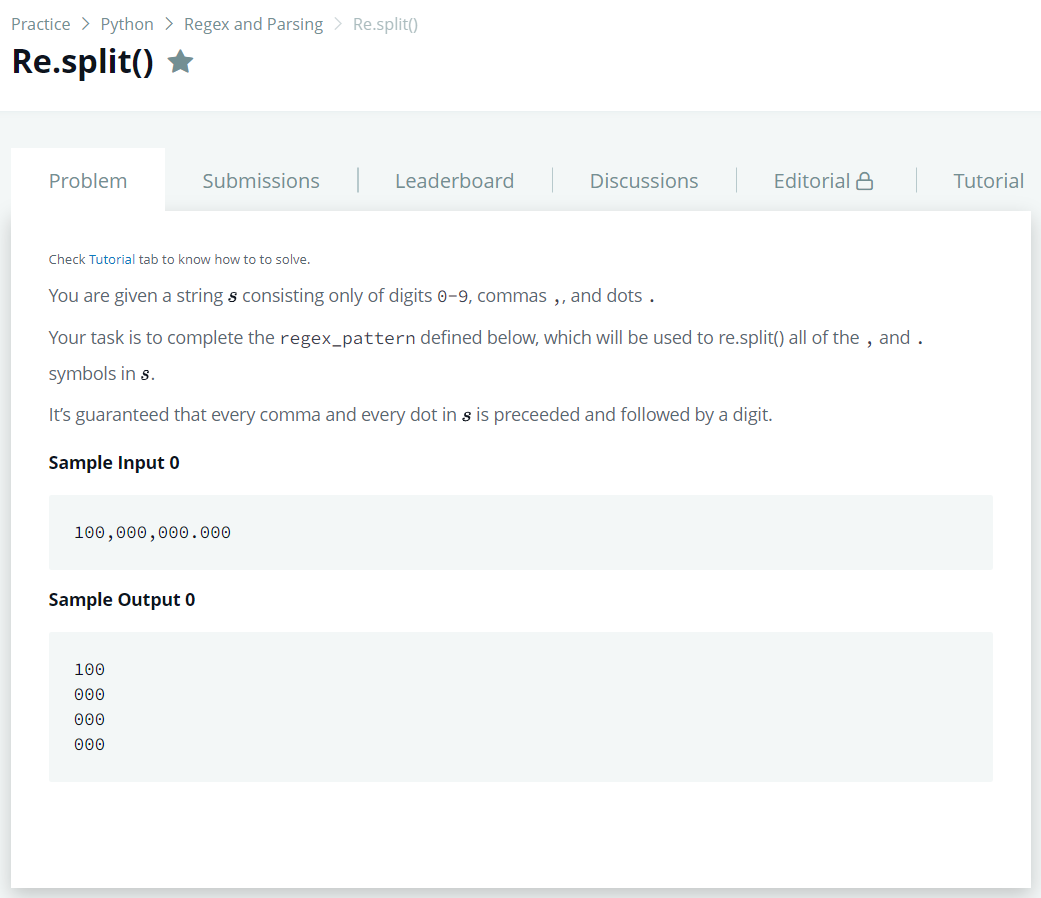 Practice > Python > Regex and Parsing > Re.split()
Re.split()
Problem
Submissions
Leaderboard
Discussions
Editorial
Tutorial
Check Tutorial tab to know how to to solve.
You are given a string s consisting only of digits 0-9, commas ,, and dots .
Your task is to complete the regex_pattern defined below, which will be used to re.split() all of the , and .
symbols in s.
It’s guaranteed that every comma and every dot in s is preceeded and followed by a digit.
Sample Input 0
100,000,000.000
Sample Output 0
100
000
000
000